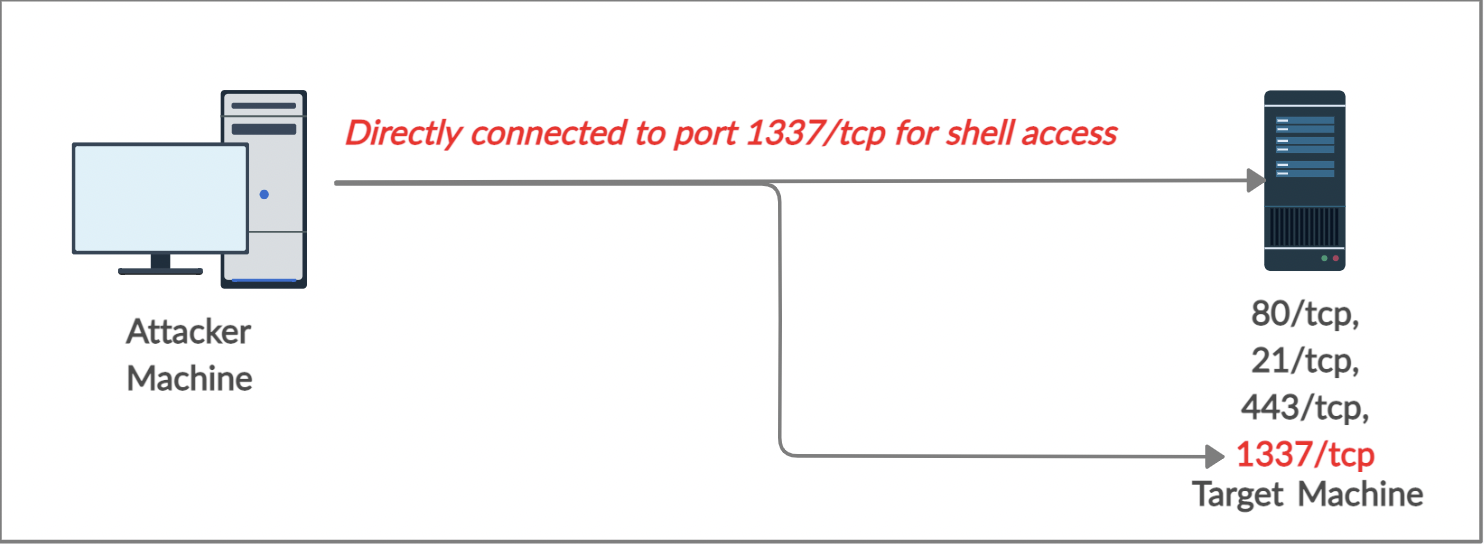 Directly connected to port 1337/tcp for shell access
Attacker
Machine
80/tcp,
21/tcp,
443/tcp,
1337/tcp
Target Machine